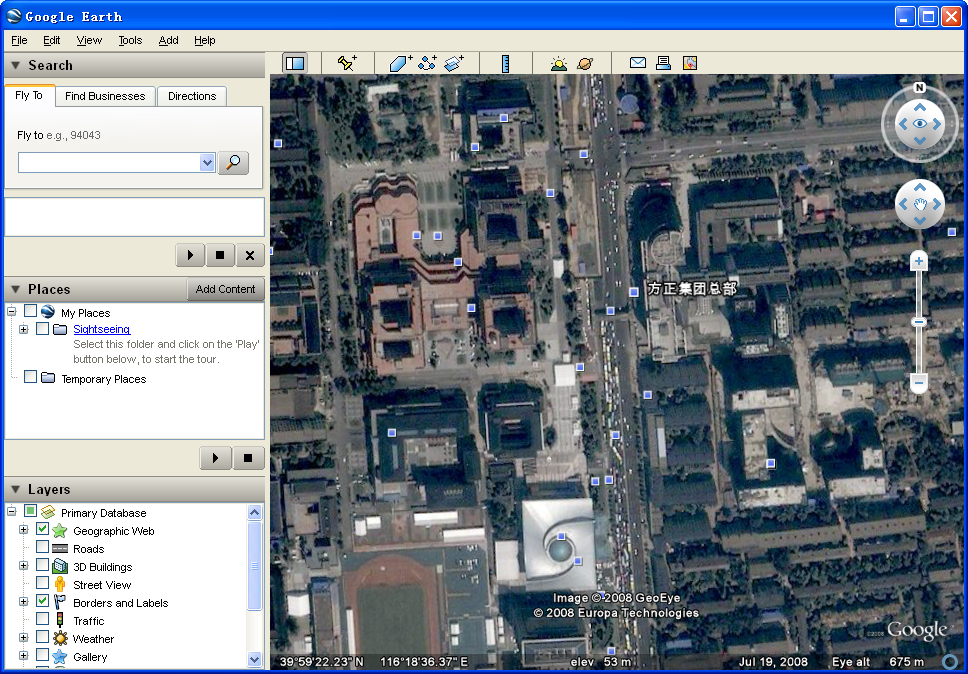 Google Earth
File Edit View Tools Add Help
Search
Fly To Find Businesses Directions
Fly to e.g., 94043
Places Add Content
My Places
Sightseeing
Select this folder and click on the 'Play'
button below, to start the tour.
Temporary Places
Layers
Primary Database
Geographic Web
Roads
3D Buildings
Street View
Borders and Labels
Traffic
Weather
Gallery
N
方正集团总部
Image © 2008 GeoEye
© 2008 Europa Technologies
©2008 Google
39°59'22.23" N 116°18'36.37" E elev 53 m Jul 19, 2008 Eye alt 675 m